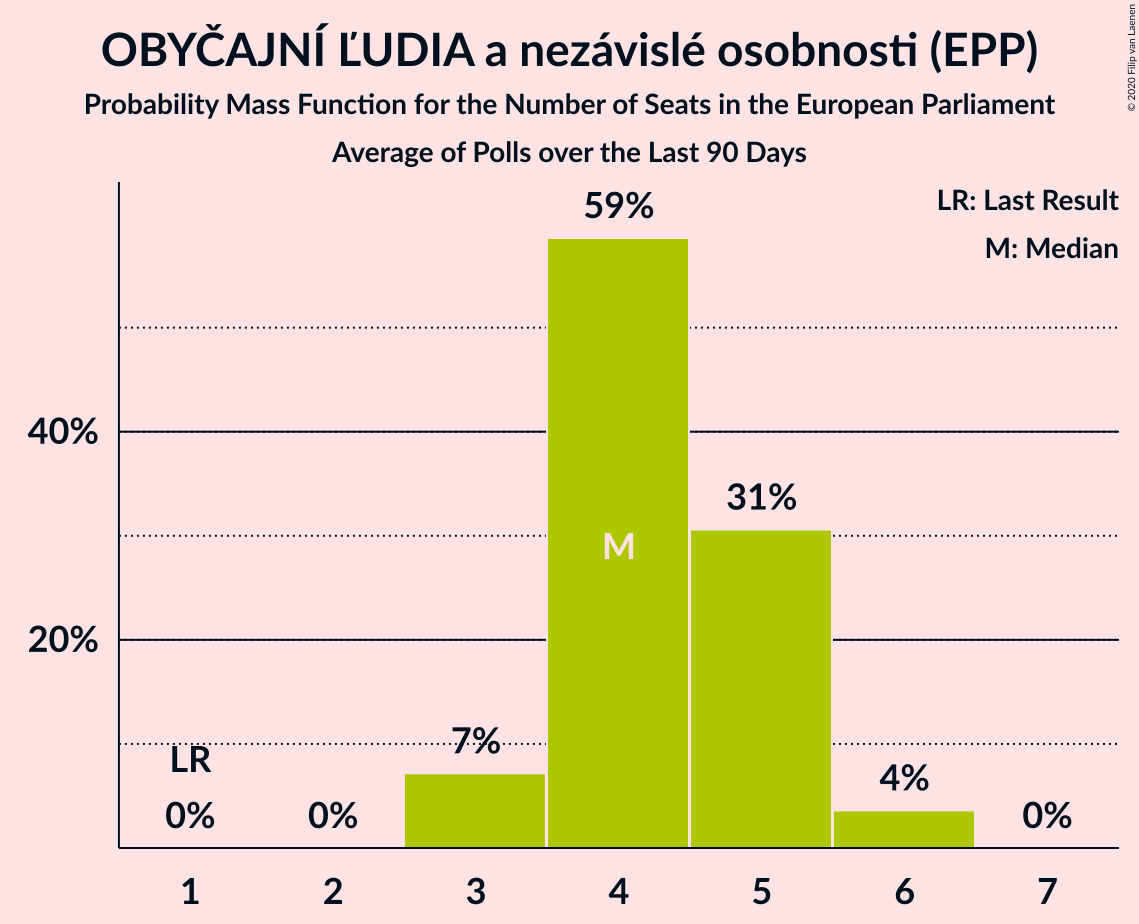 OBYČAJNÍ ĽUDIA a nezávislé osobnosti (EPP)
Probability Mass Function for the Number of Seats in the European Parliament
Average of Polls over the Last 90 Days
© 2020 Filip van Laenen
LR: Last Result
M: Median
59%
40%
31%
M
20%
7%
LR
4%
0%
0%
0%
1 2 3 4 5 6 7